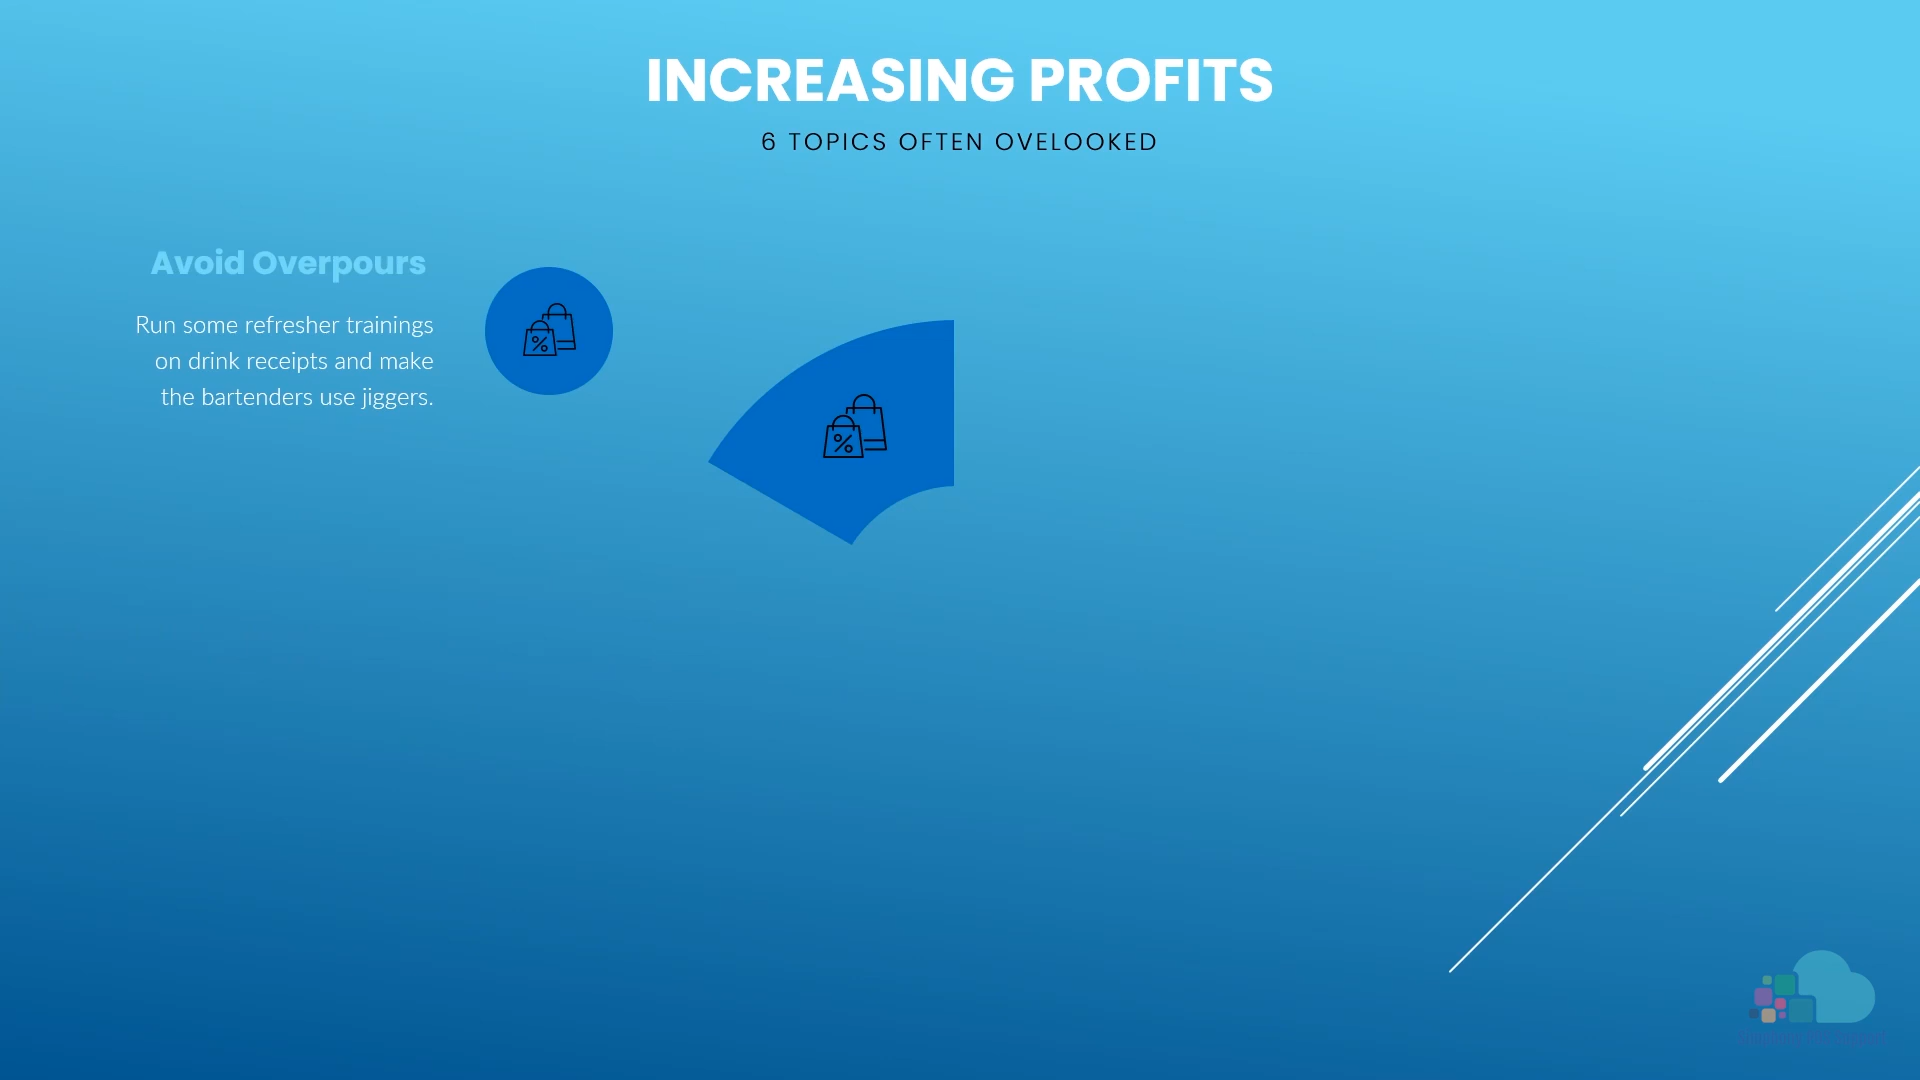 INCREASING PROFITS
6 TOPICS OFTEN OVELOOKED
Avoid Overpours
Run some refresher trainings
on drink receipts and make
the bartenders use jiggers.
%
%